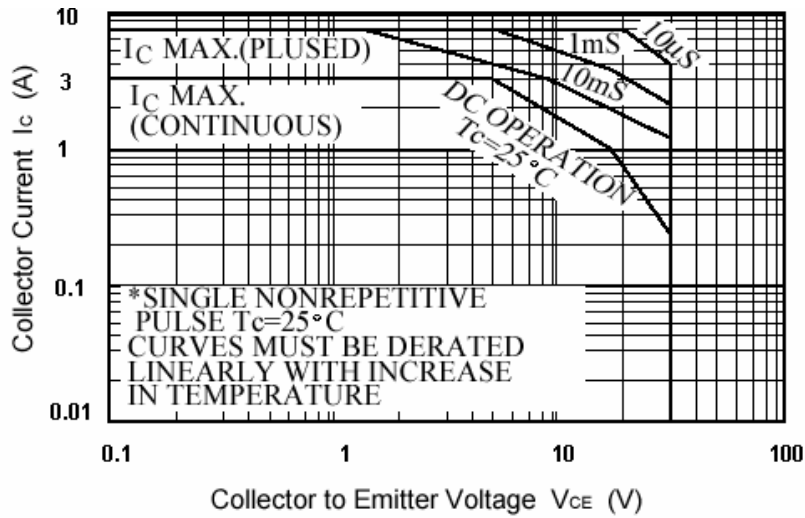 10
IC MAX.(PLUSED)
1mS
10µS
10mS
3
IC MAX.
(CONTINUOUS)
DC OPERATION
Tc=25°C
1
Collector Current Ic (A)
0.1
*SINGLE NONREPETITIVE
PULSE Tc=25°C
CURVES MUST BE DERATED
LINEARLY WITH INCREASE
IN TEMPERATURE
0.01
0.1 1 10 100
Collector to Emitter Voltage VCE (V)